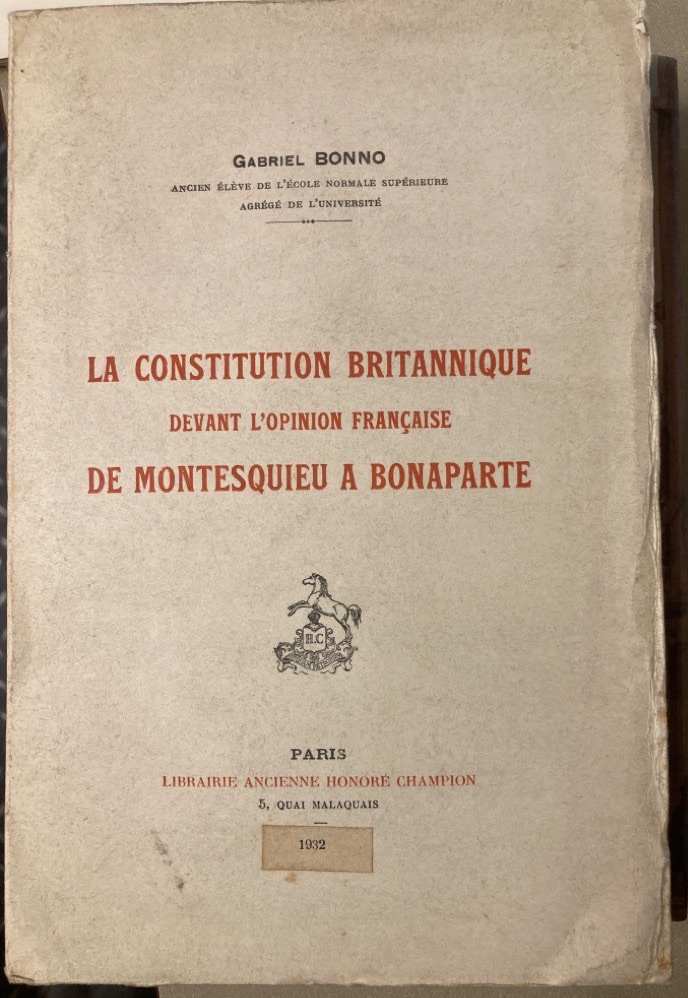 GABRIEL BONNO
ANCIEN ÉLÈVE DE L'ÉCOLE NORMALE SUPÉRIEURE
AGRÉGÉ DE L'UNIVERSITÉ
LA CONSTITUTION BRITANNIQUE
DEVANT L'OPINION FRANÇAISE
DE MONTESQUIEU A BONAPARTE
H.C
PARIS
LIBRAIRIE ANCIENNE HONORÉ CHAMPION
5, QUAI MALAQUAIS
1932